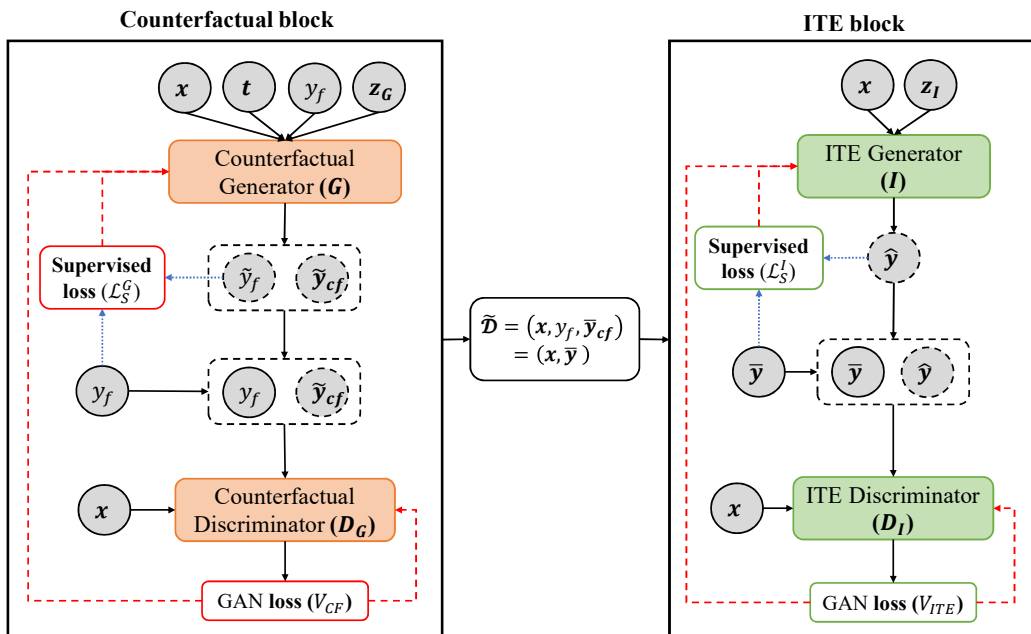 Counterfactual block
x t y_f z_G
Counterfactual
Generator (G)
Supervised
loss (ℒ_S^G)
ỹ_f ỹ_cf
y_f
y_f ỹ_cf
x
Counterfactual
Discriminator (D_G)
GAN loss (V_CF)
𝒟̃ = (x, y_f, ȳ_cf)
= (x, ȳ )
ITE block
x z_I
ITE Generator
(I)
Supervised
loss (ℒ_S^I)
ŷ
ȳ
ȳ ŷ
x
ITE Discriminator
(D_I)
GAN loss (V_ITE)